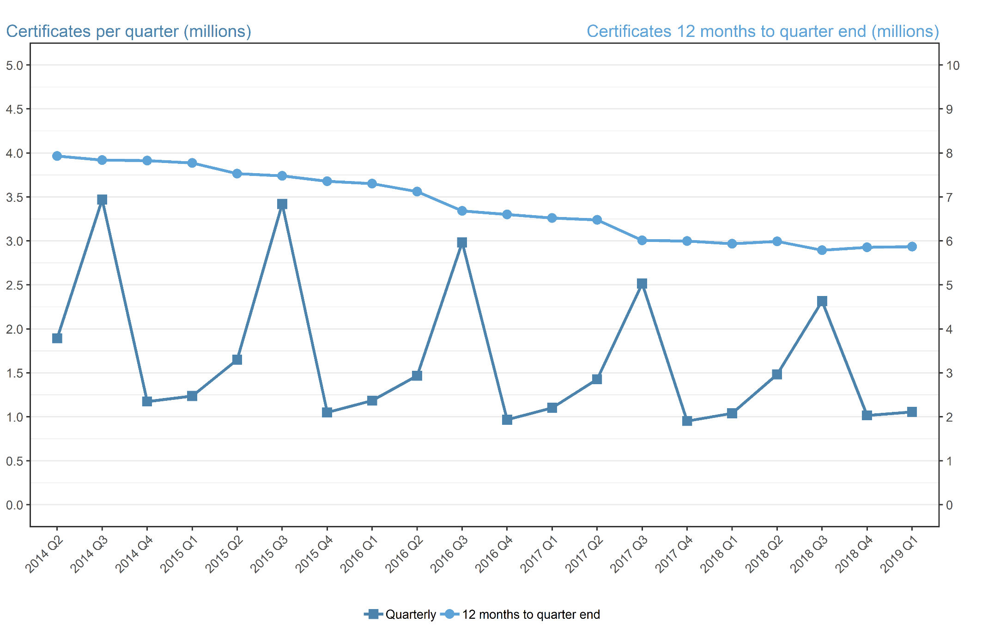 Certificates per quarter (millions)
Certificates 12 months to quarter end (millions)
5.0
4.5
4.0
3.5
3.0
2.5
2.0
1.5
1.0
0.5
0.0
10
9
8
7
6
5
4
3
2
1
0
2014 Q2
2014 Q3
2014 Q4
2015 Q1
2015 Q2
2015 Q3
2015 Q4
2016 Q1
2016 Q2
2016 Q3
2016 Q4
2017 Q1
2017 Q2
2017 Q3
2017 Q4
2018 Q1
2018 Q2
2018 Q3
2018 Q4
2019 Q1
Quarterly
12 months to quarter end